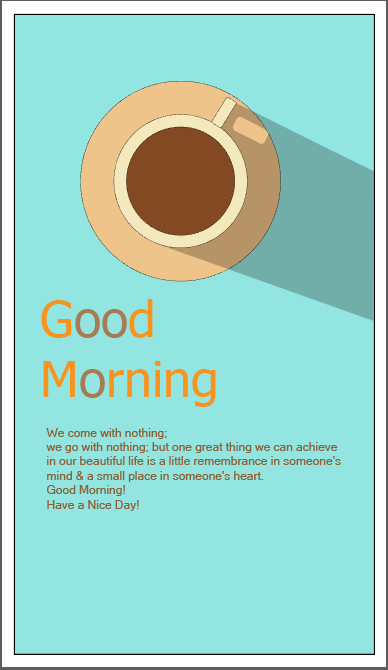 Good
Morning
We come with nothing;
we go with nothing; but one great thing we can achieve
in our beautiful life is a little remembrance in someone's
mind & a small place in someone's heart.
Good Morning!
Have a Nice Day!